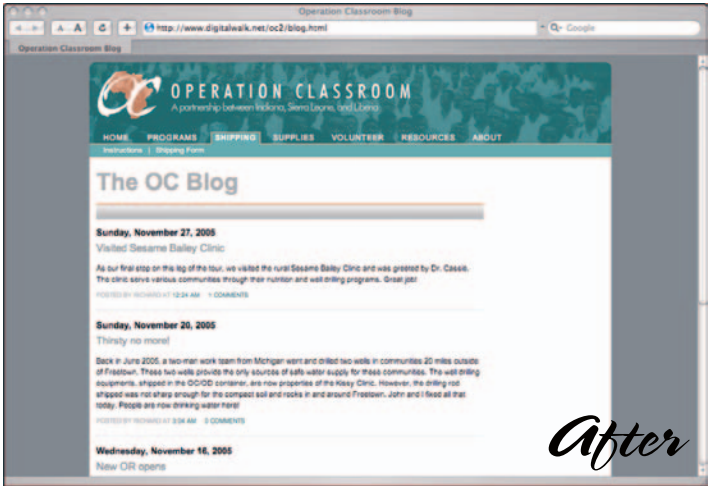 Operation Classroom Blog
A A C + http://www.digitalwalk.net/oc2/blog.html Q- Google
Operation Classroom Blog
OC OPERATION CLASSROOM
A partnership between Indiana, Sierra Leone, and Liberia
HOME PROGRAMS SHIPPING SUPPLIES VOLUNTEER RESOURCES ABOUT
Instructions | Shipping Form
The OC Blog
Sunday, November 27, 2005
Visited Sesame Bailey Clinic
As our final stop on this leg of the tour, we visited the rural Sesame Bailey Clinic and was greeted by Dr. Cassie.
The clinic serve various communities through their nutrition and well drilling programs. Great job!
POSTED BY RICHARD AT 12:24 AM 1 COMMENTS
Sunday, November 20, 2005
Thirsty no more!
Back in June 2005, a two-man work team from Michigan went and drilled two wells in communities 20 miles outside
of Freetown. These two wells provide the only sources of safe water supply for these communities. The well drilling
equipments, shipped in the OC/OD container, are now properties of the Kissy Clinic. However, the drilling rod
shipped was not sharp enough for the compact soil and rocks in and around Freetown. John and I fixed all that
today. People are now drinking water here!
POSTED BY RICHARD AT 3:34 AM 2 COMMENTS
Wednesday, November 16, 2005
New OR opens
After